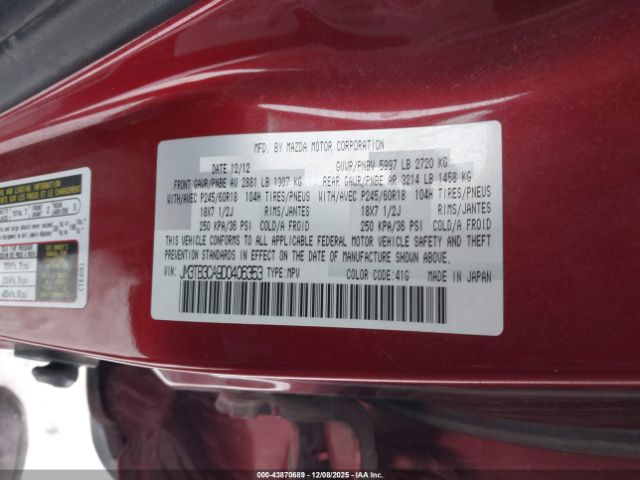 MFD. BY MAZDA MOTOR CORPORATION
DATE: 12/12 GVWR/PNBV 5997 LB 2720 KG
FRONT GAWR/PNBE AV 2881 LB 1307 KG REAR GAWR/PNBE AR 3214 LB 1458 KG
WITH/AVEC P245/60R18 104H TIRES/PNEUS WITH/AVEC P245/60R18 104H TIRES/PNEUS
18X7 1/2J RIMS/JANTES 18X7 1/2J RIMS/JANTES
250 KPA/36 PSI COLD/A FROID 250 KPA/36 PSI COLD/A FROID
THIS VEHICLE CONFORMS TO ALL APPLICABLE FEDERAL MOTOR VEHICLE SAFETY AND THEFT
PREVENTION STANDARDS IN EFFECT ON THE DATE OF MANUFACTURE SHOWN ABOVE.
VIN: JM3TB3CA9D0406353 TYPE: MPV COLOR CODE: 41G MADE IN JAPAN
TOTAL 7
(TE69)
© - 43870689 - 12/08/2025 - IAAI.COM